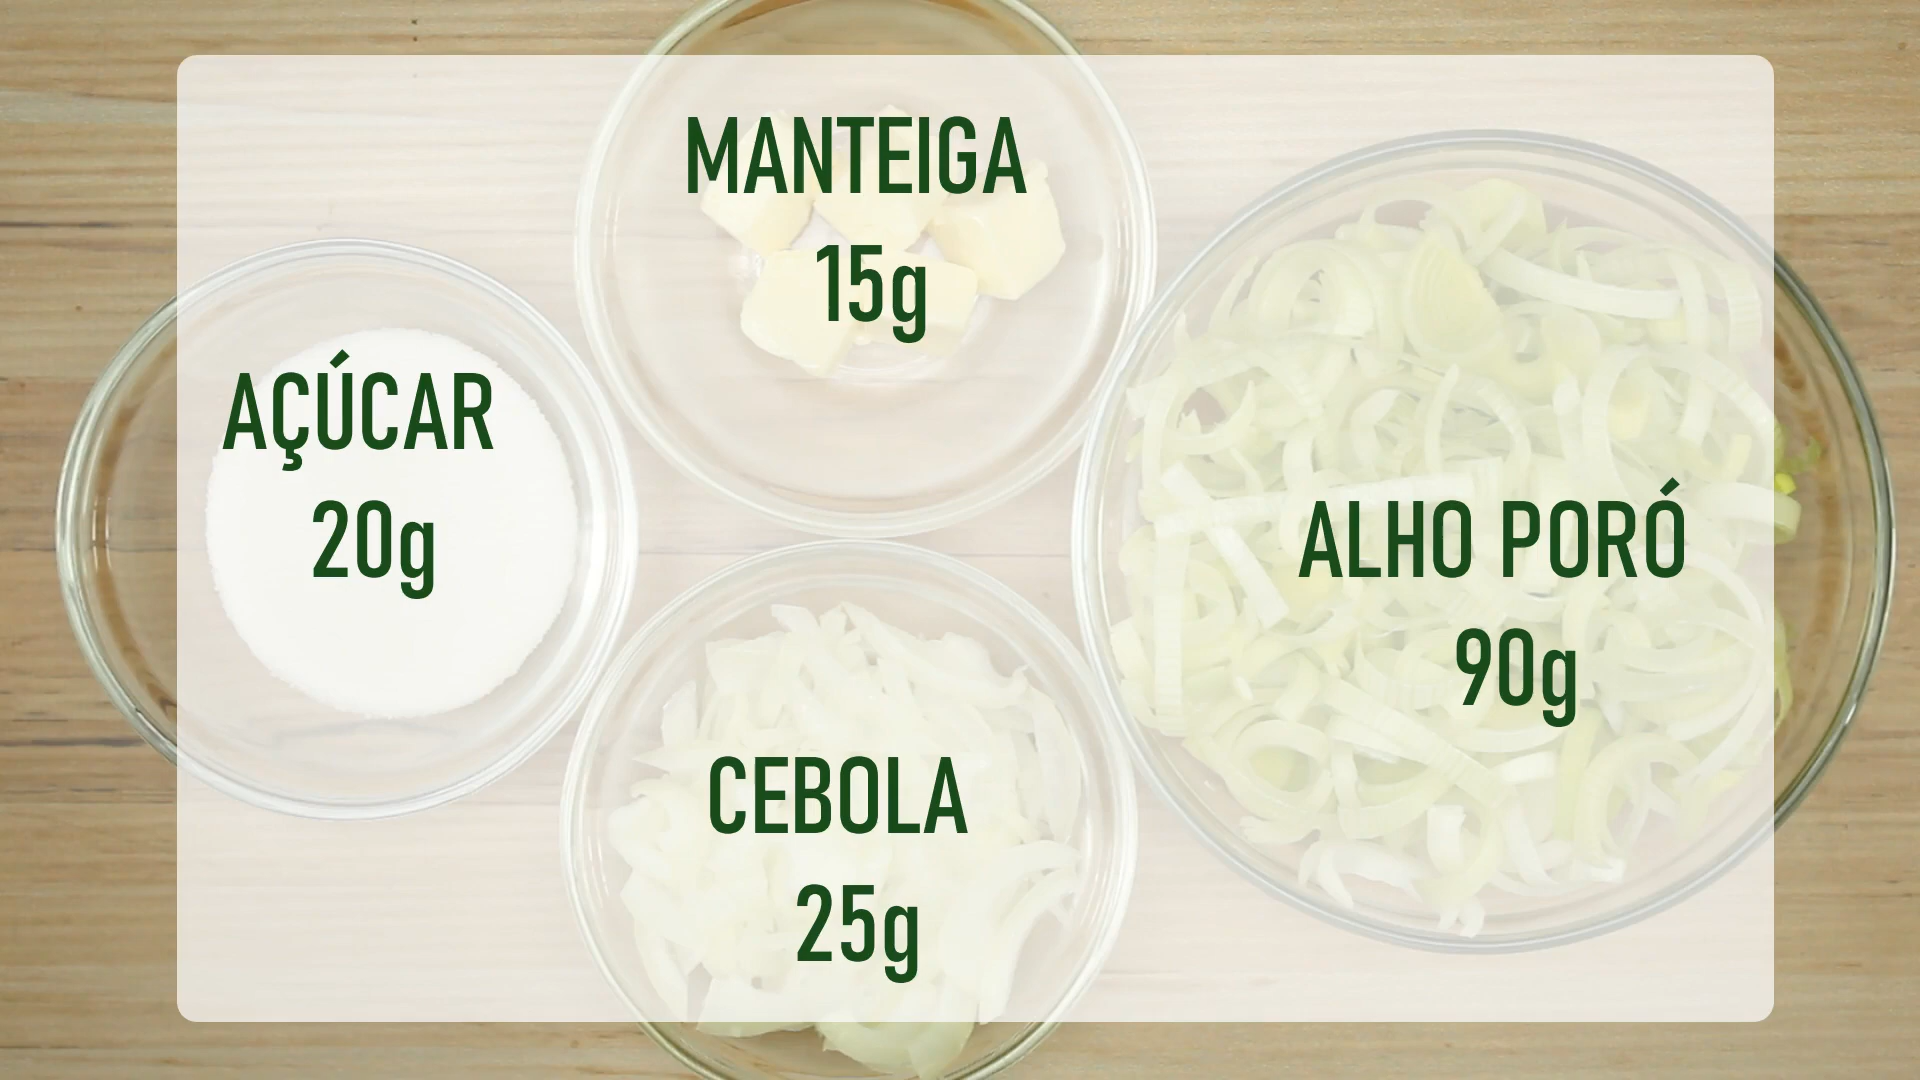 MANTEIGA
15g
AÇÚCAR
20g
ALHO PORÓ
90g
CEBOLA
25g